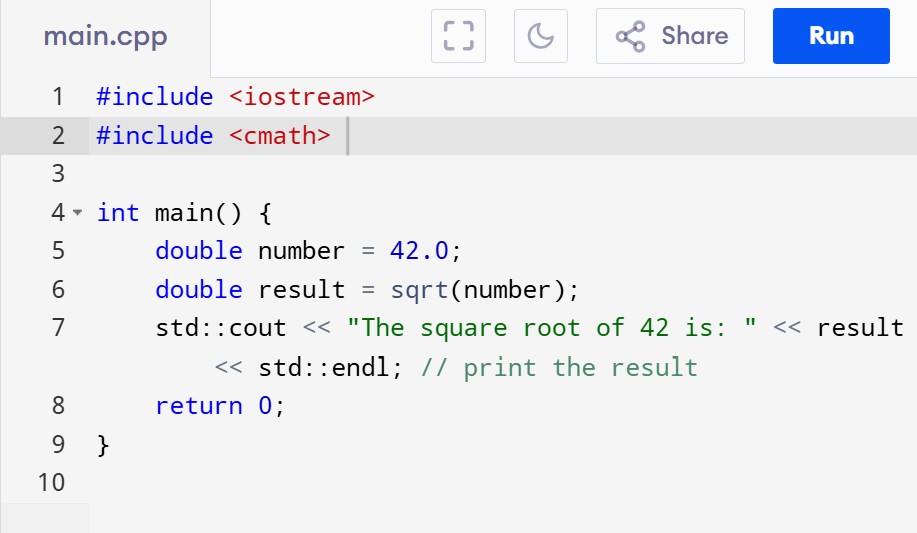 main.cpp
Share
Run
1 #include <iostream>
2 #include <cmath>
3
4 int main() {
5     double number = 42.0;
6     double result = sqrt(number);
7     std::cout << "The square root of 42 is: " << result
        << std::endl; // print the result
8     return 0;
9 }
10